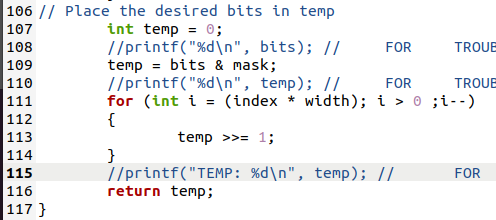 106 // Place the desired bits in temp
107 int temp = 0;
108 //printf("%d\n", bits); // FOR TROUB
109 temp = bits & mask;
110 //printf("%d\n", temp); // FOR TROUB
111 for (int i = (index * width); i > 0 ;i--)
112 {
113 temp >>= 1;
114 }
115 //printf("TEMP: %d\n", temp); // FOR
116 return temp;
117 }